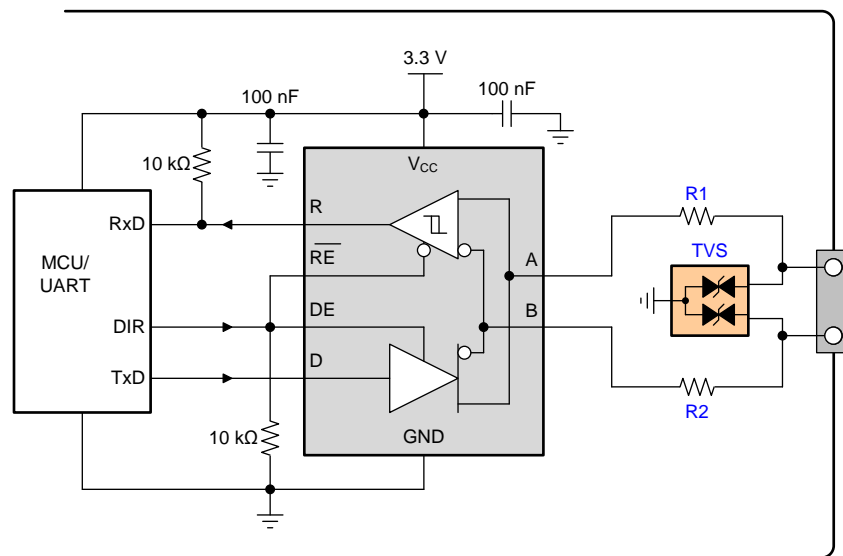 3.3 V
100 nF
100 nF
10 kΩ
VCC
R1
R
RxD
TVS
RE
A
MCU/
UART
B
DE
DIR
D
TxD
R2
10 kΩ
GND